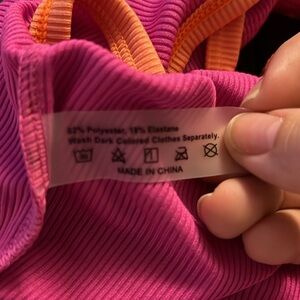 82% Polyester, 18% Elastane
Wash Dark Colored Clothes Separately.
MADE IN CHINA